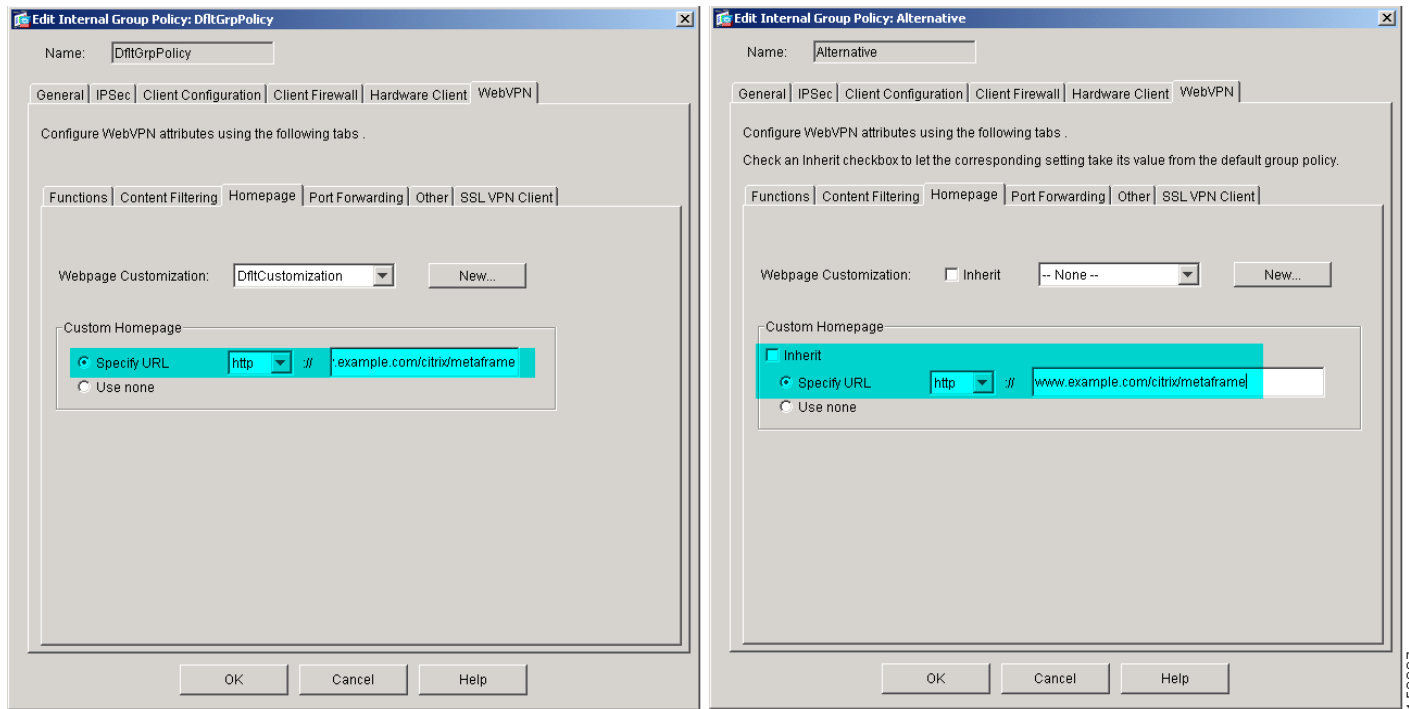 Edit Internal Group Policy: DfltGrpPolicy
Name: DfltGrpPolicy
General IPSec Client Configuration Client Firewall Hardware Client WebVPN
Configure WebVPN attributes using the following tabs .
Functions Content Filtering Homepage Port Forwarding Other SSL VPN Client
Webpage Customization: DfltCustomization New...
Custom Homepage
Specify URL http :// .example.com/citrix/metaframe
Use none
OK Cancel Help
Edit Internal Group Policy: Alternative
Name: Alternative
General IPSec Client Configuration Client Firewall Hardware Client WebVPN
Configure WebVPN attributes using the following tabs .
Check an Inherit checkbox to let the corresponding setting take its value from the default group policy.
Functions Content Filtering Homepage Port Forwarding Other SSL VPN Client
Webpage Customization: Inherit -- None -- New...
Custom Homepage
Inherit
Specify URL http :// www.example.com/citrix/metaframe
Use none
OK Cancel Help